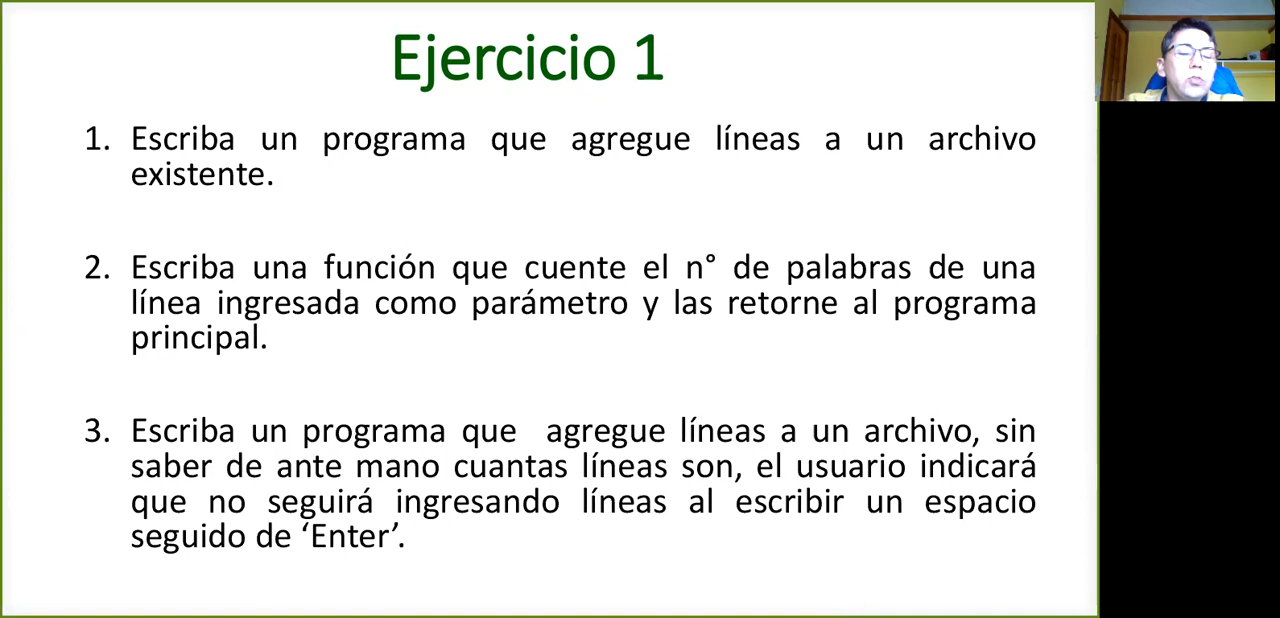 Ejercicio 1
1. Escriba un programa que agregue líneas a un archivo
existente.
2. Escriba una función que cuente el n° de palabras de una
línea ingresada como parámetro y las retorne al programa
principal.
3. Escriba un programa que agregue líneas a un archivo, sin
saber de ante mano cuantas líneas son, el usuario indicará
que no seguirá ingresando líneas al escribir un espacio
seguido de ‘Enter’.